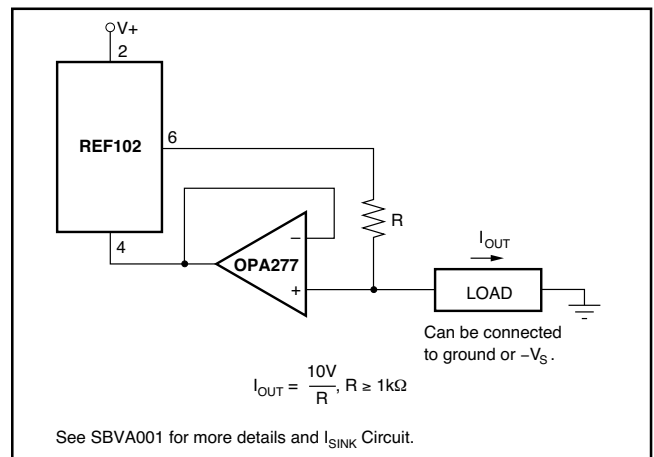 V+
2
REF102
6
R
4
–
OPA277
+
I_OUT
LOAD
Can be connected
to ground or –V_S.
I_OUT = 10V/R, R ≥ 1kΩ
See SBVA001 for more details and I_SINK Circuit.